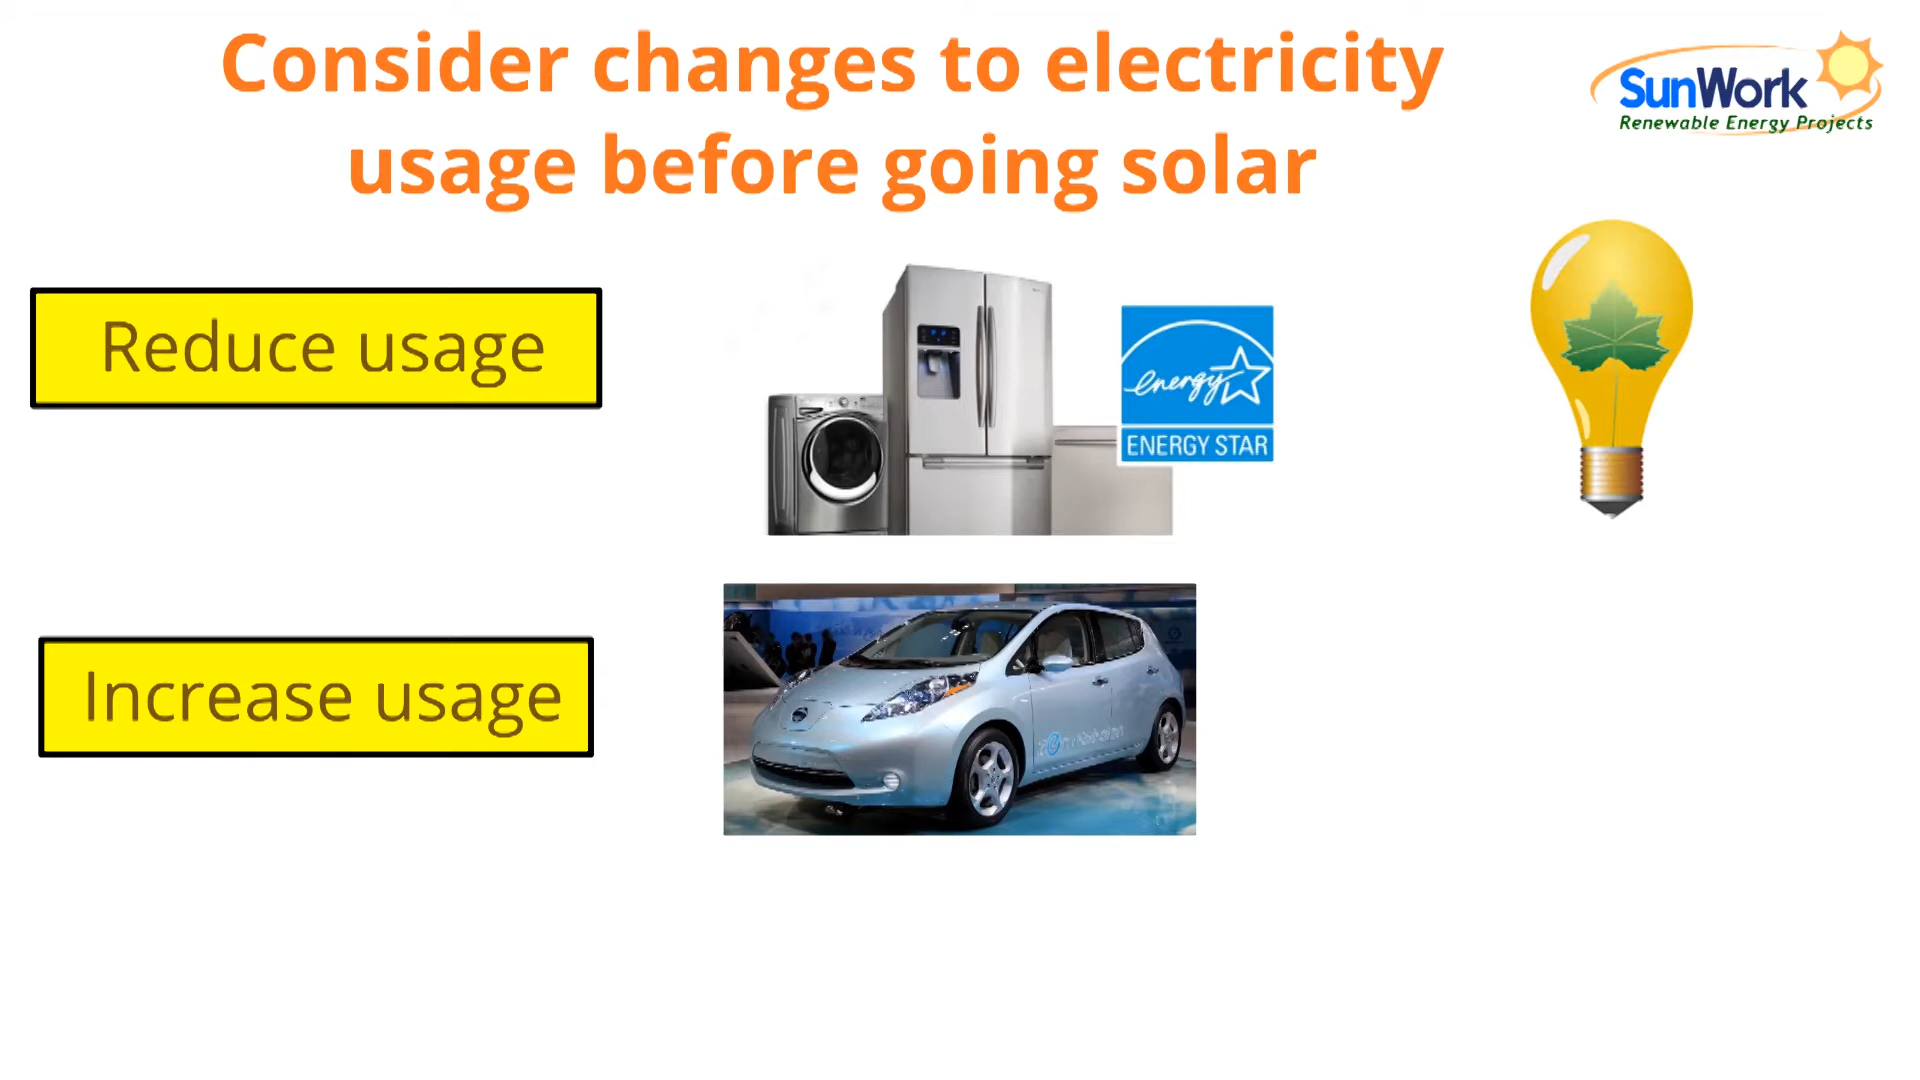 Consider changes to electricity
usage before going solar
SunWork
Renewable Energy Projects
Reduce usage
energy
ENERGY STAR
Increase usage